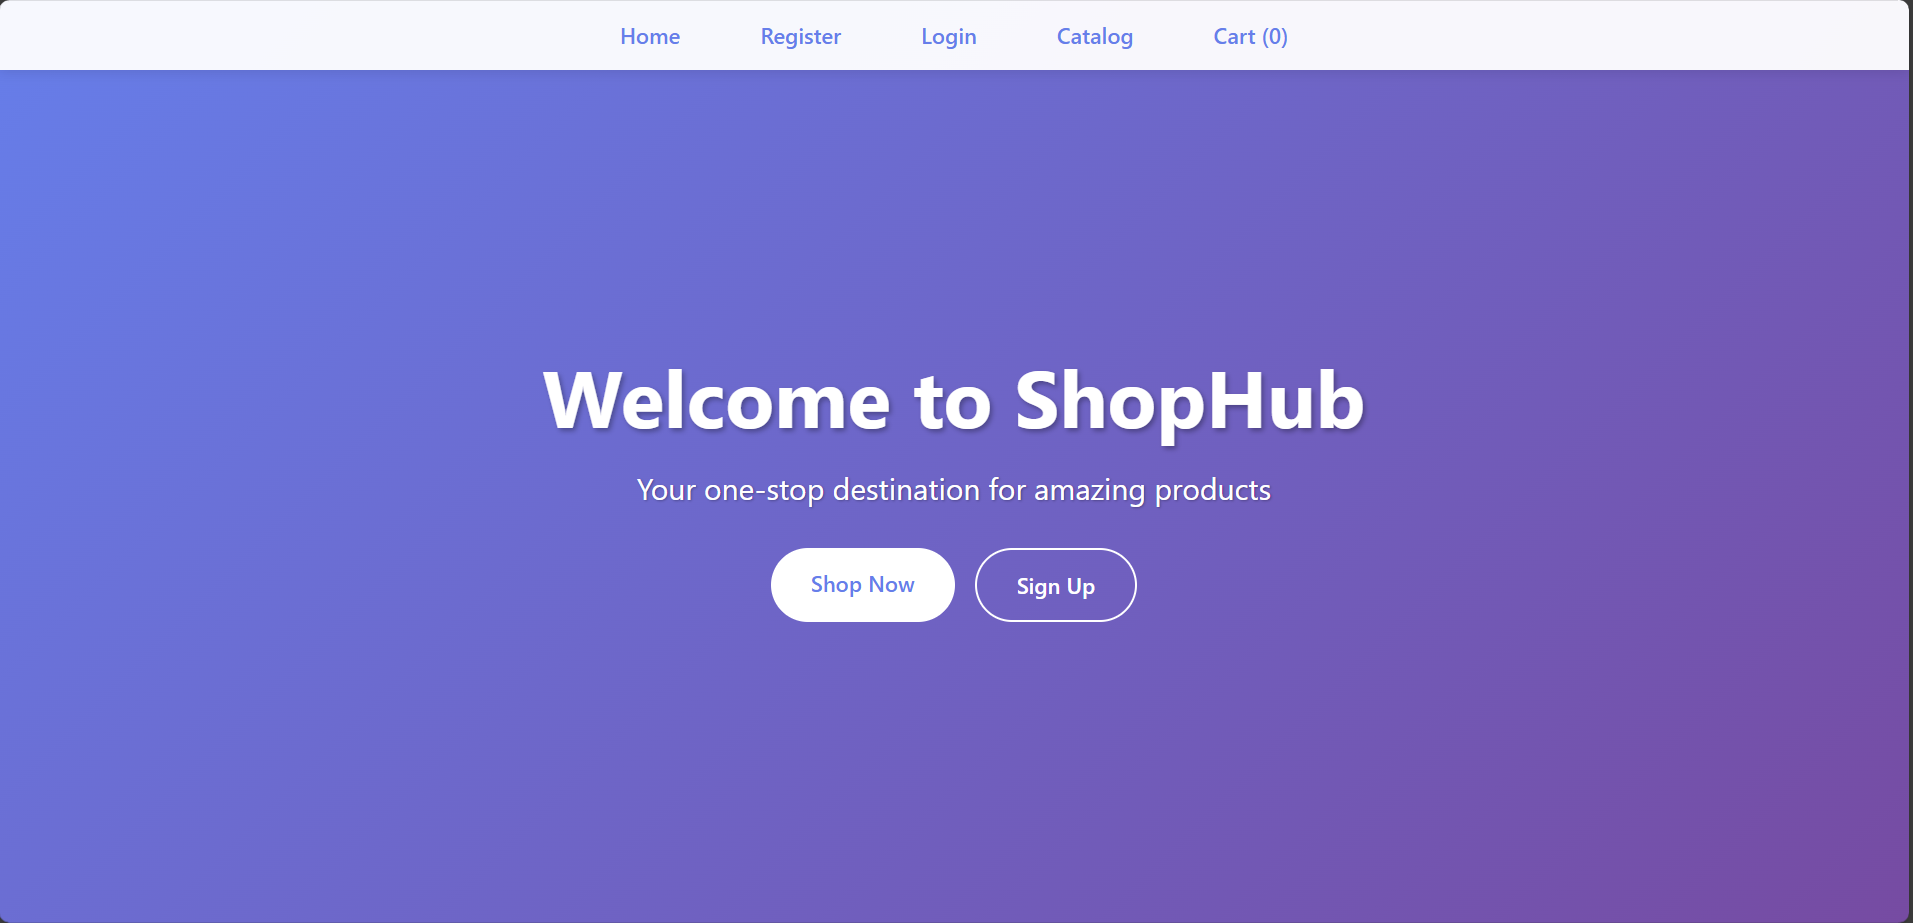 Home Register Login Catalog Cart (0)
Welcome to ShopHub
Your one-stop destination for amazing products
Shop Now Sign Up